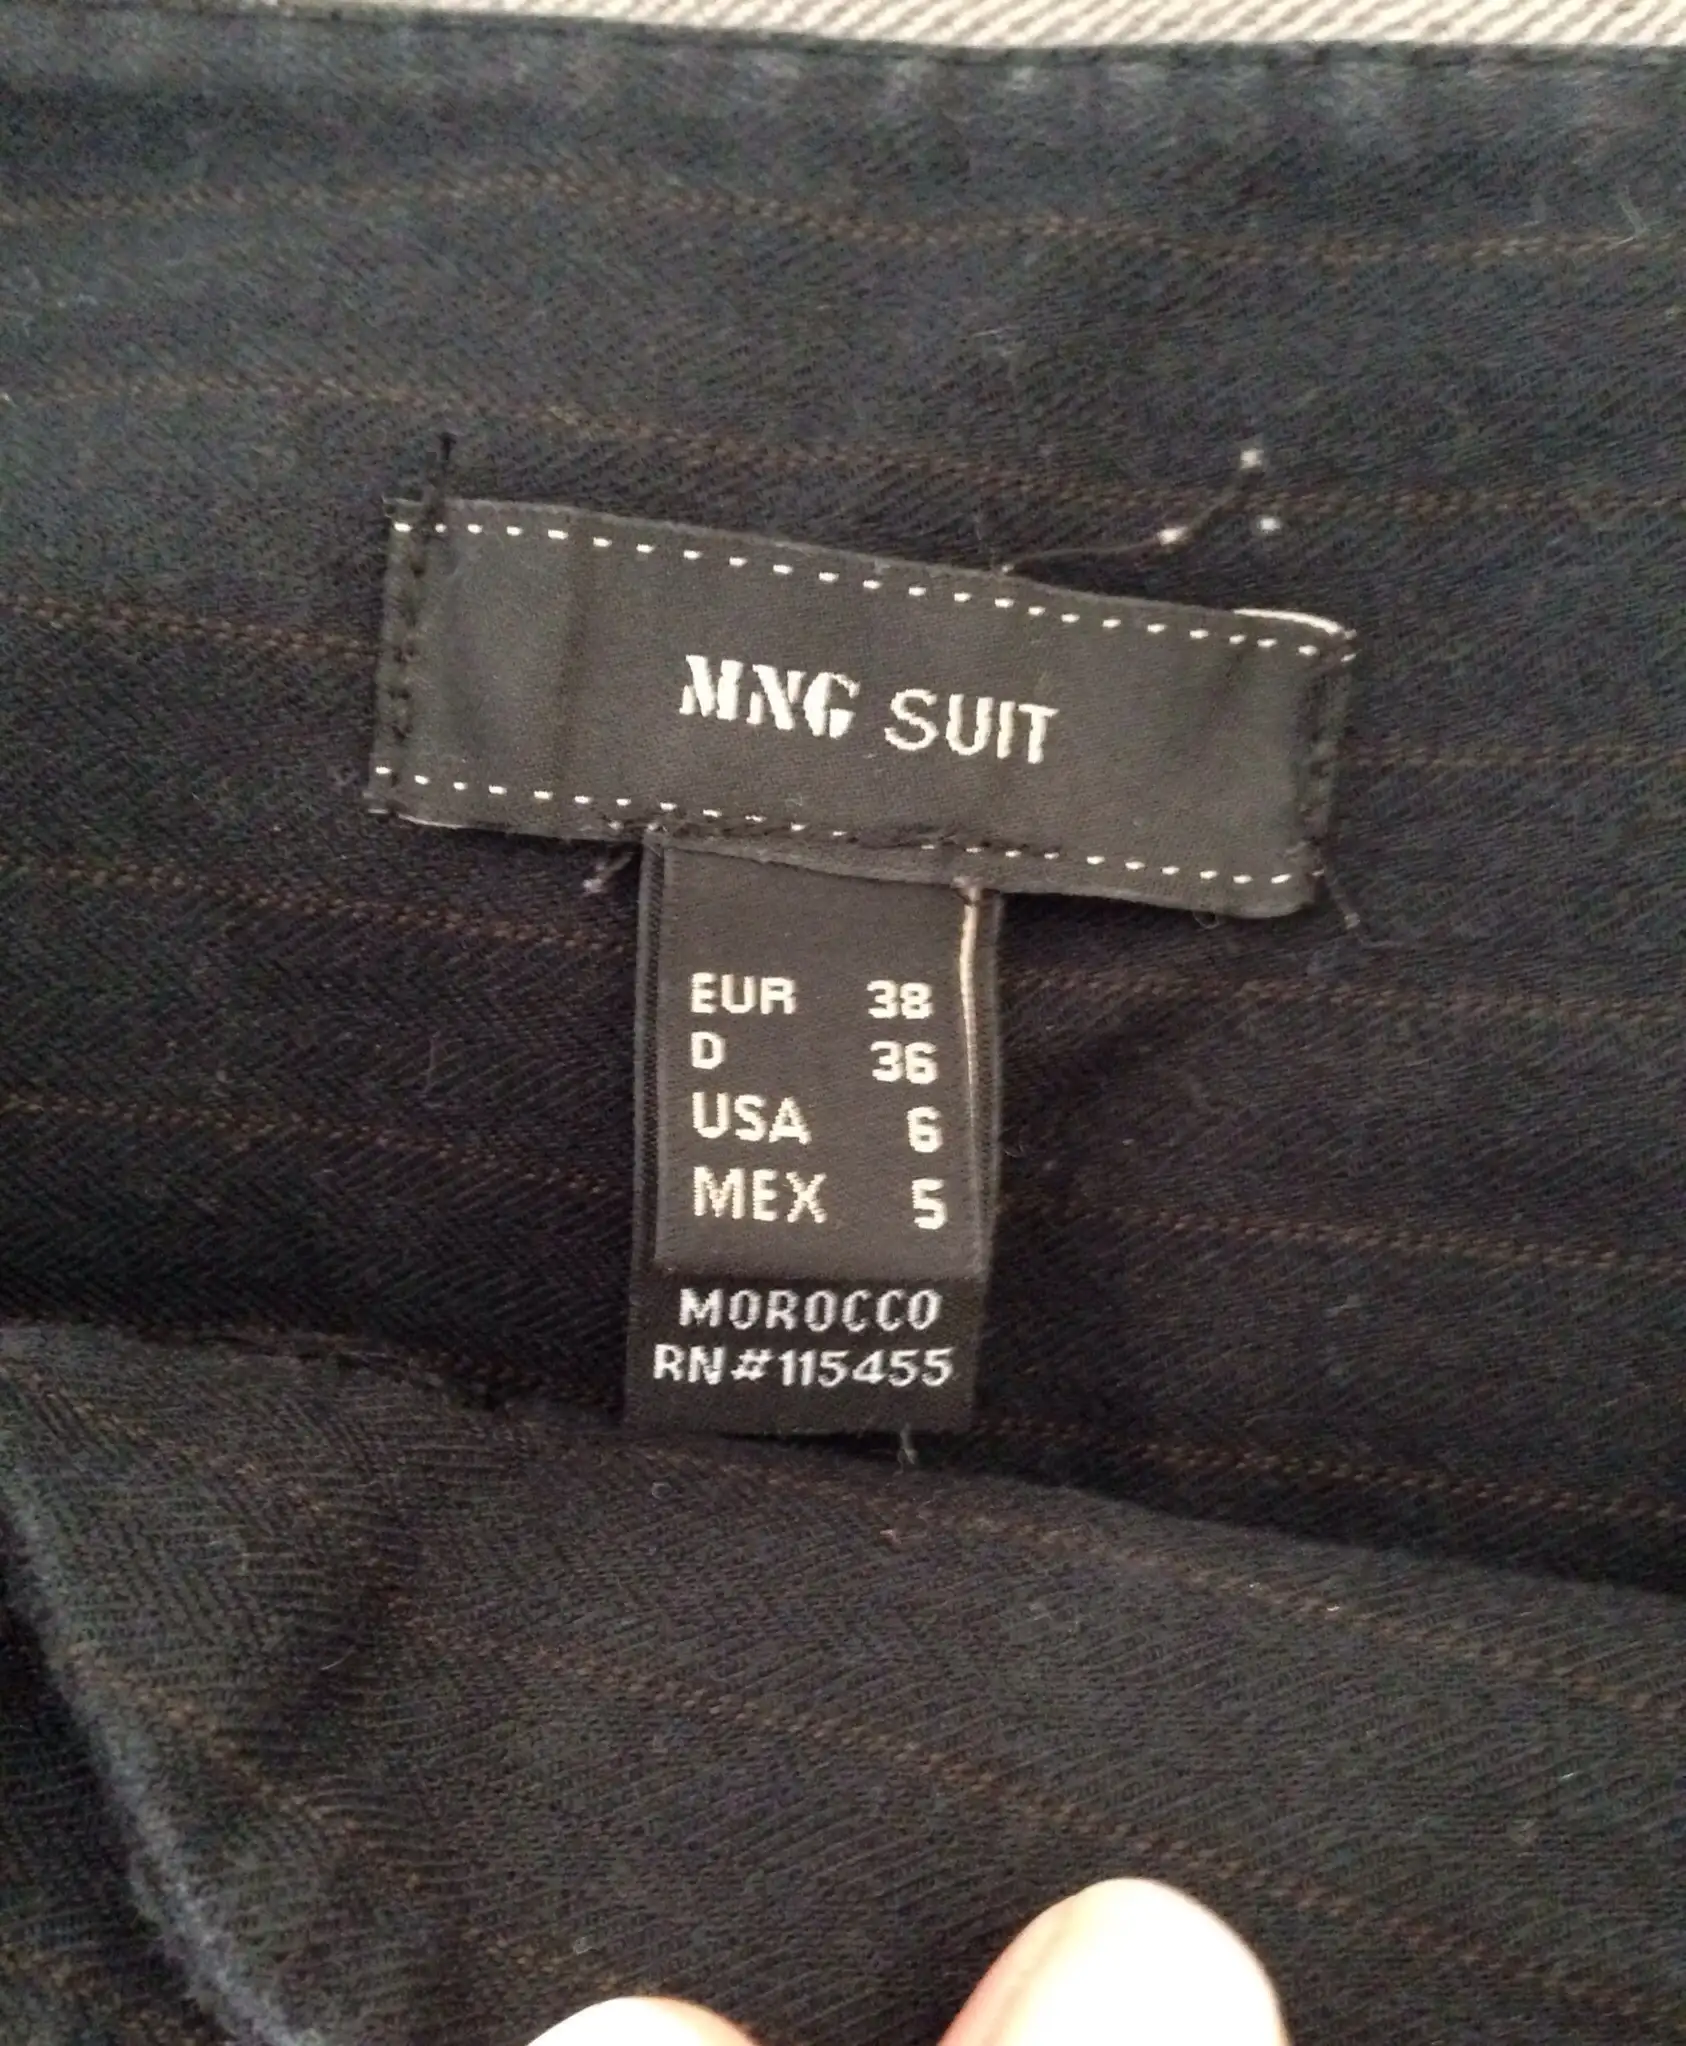 MNG SUIT
EUR 38
D 36
USA 6
MEX 5
MOROCCO
RN#115455